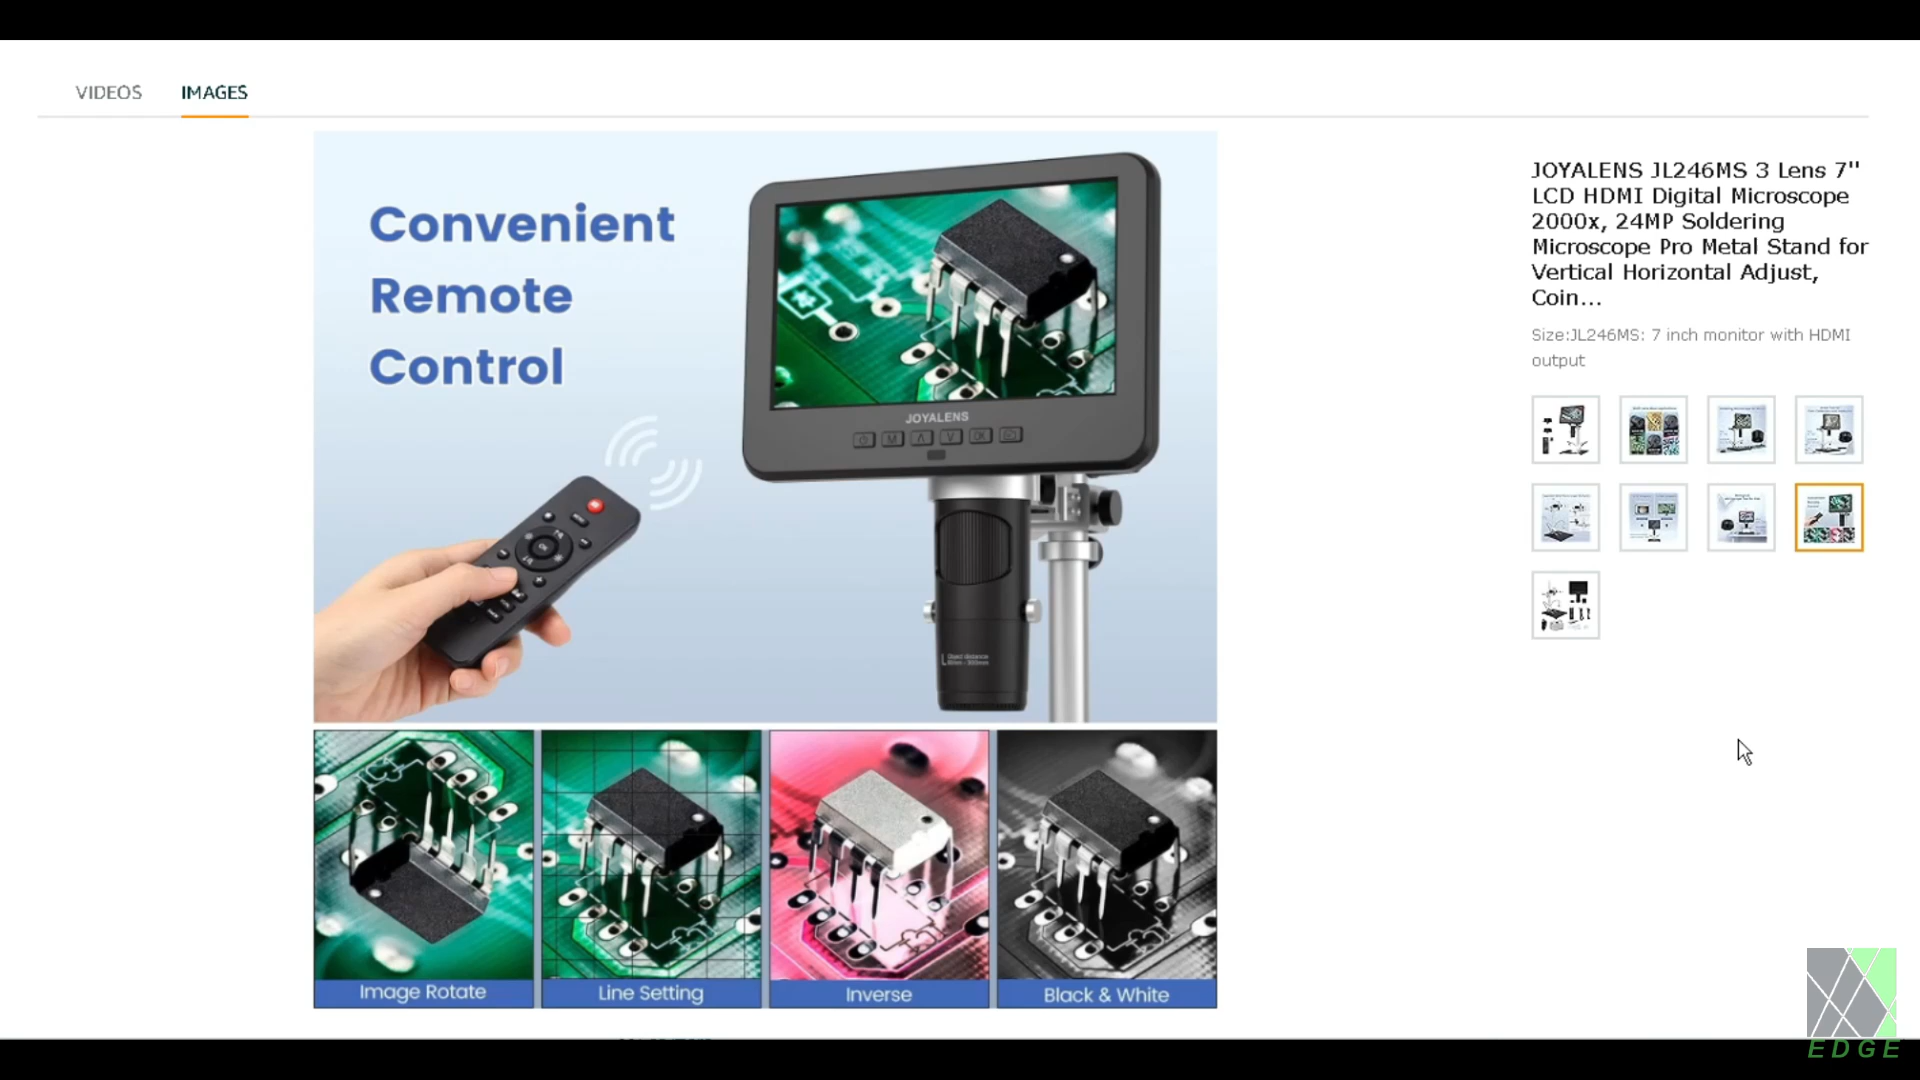 VIDEOS IMAGES
Convenient
Remote
Control
JOYALENS
M
OK
Image Rotate
Line Setting
Inverse
Black & White
JOYALENS JL246MS 3 Lens 7''
LCD HDMI Digital Microscope
2000x, 24MP Soldering
Microscope Pro Metal Stand for
Vertical Horizontal Adjust,
Coin...
Size:JL246MS: 7 inch monitor with HDMI
output
EDGE